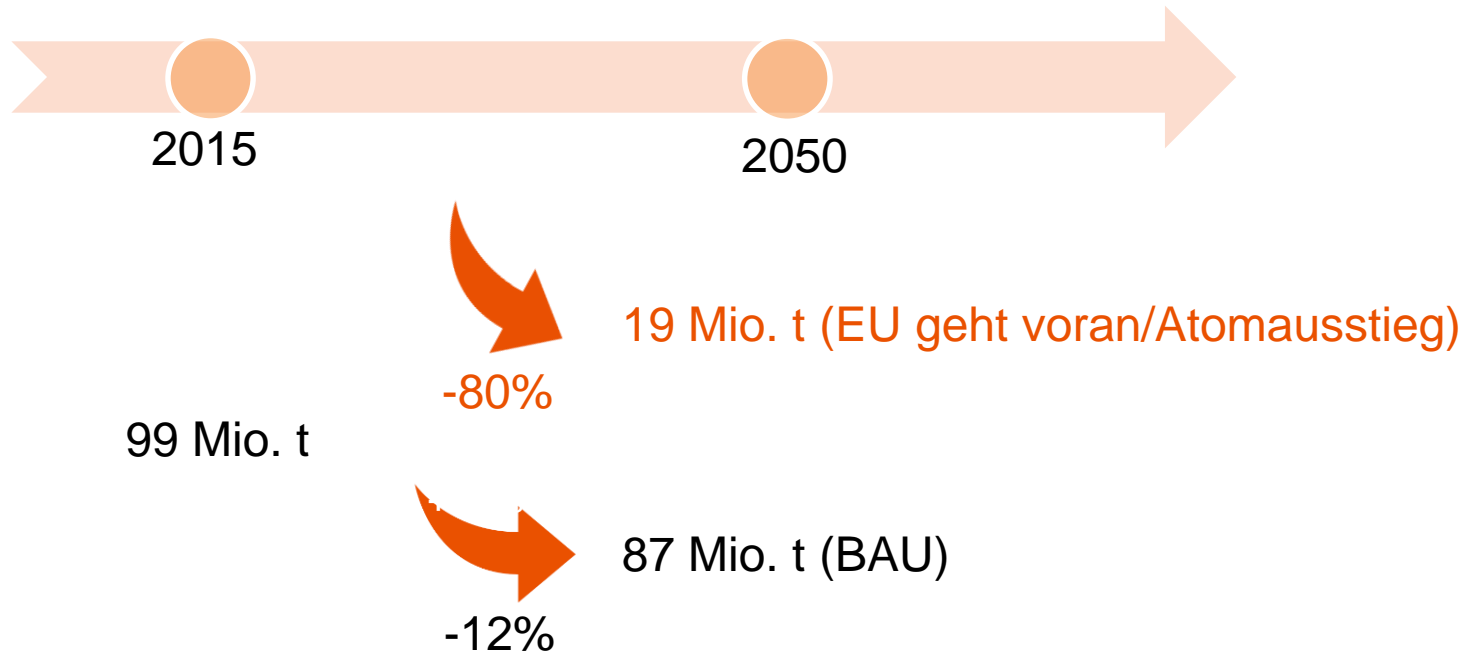 2015
2050
19 Mio. t (EU geht voran/Atomausstieg)
-80%
99 Mio. t
87 Mio. t (BAU)
-12%